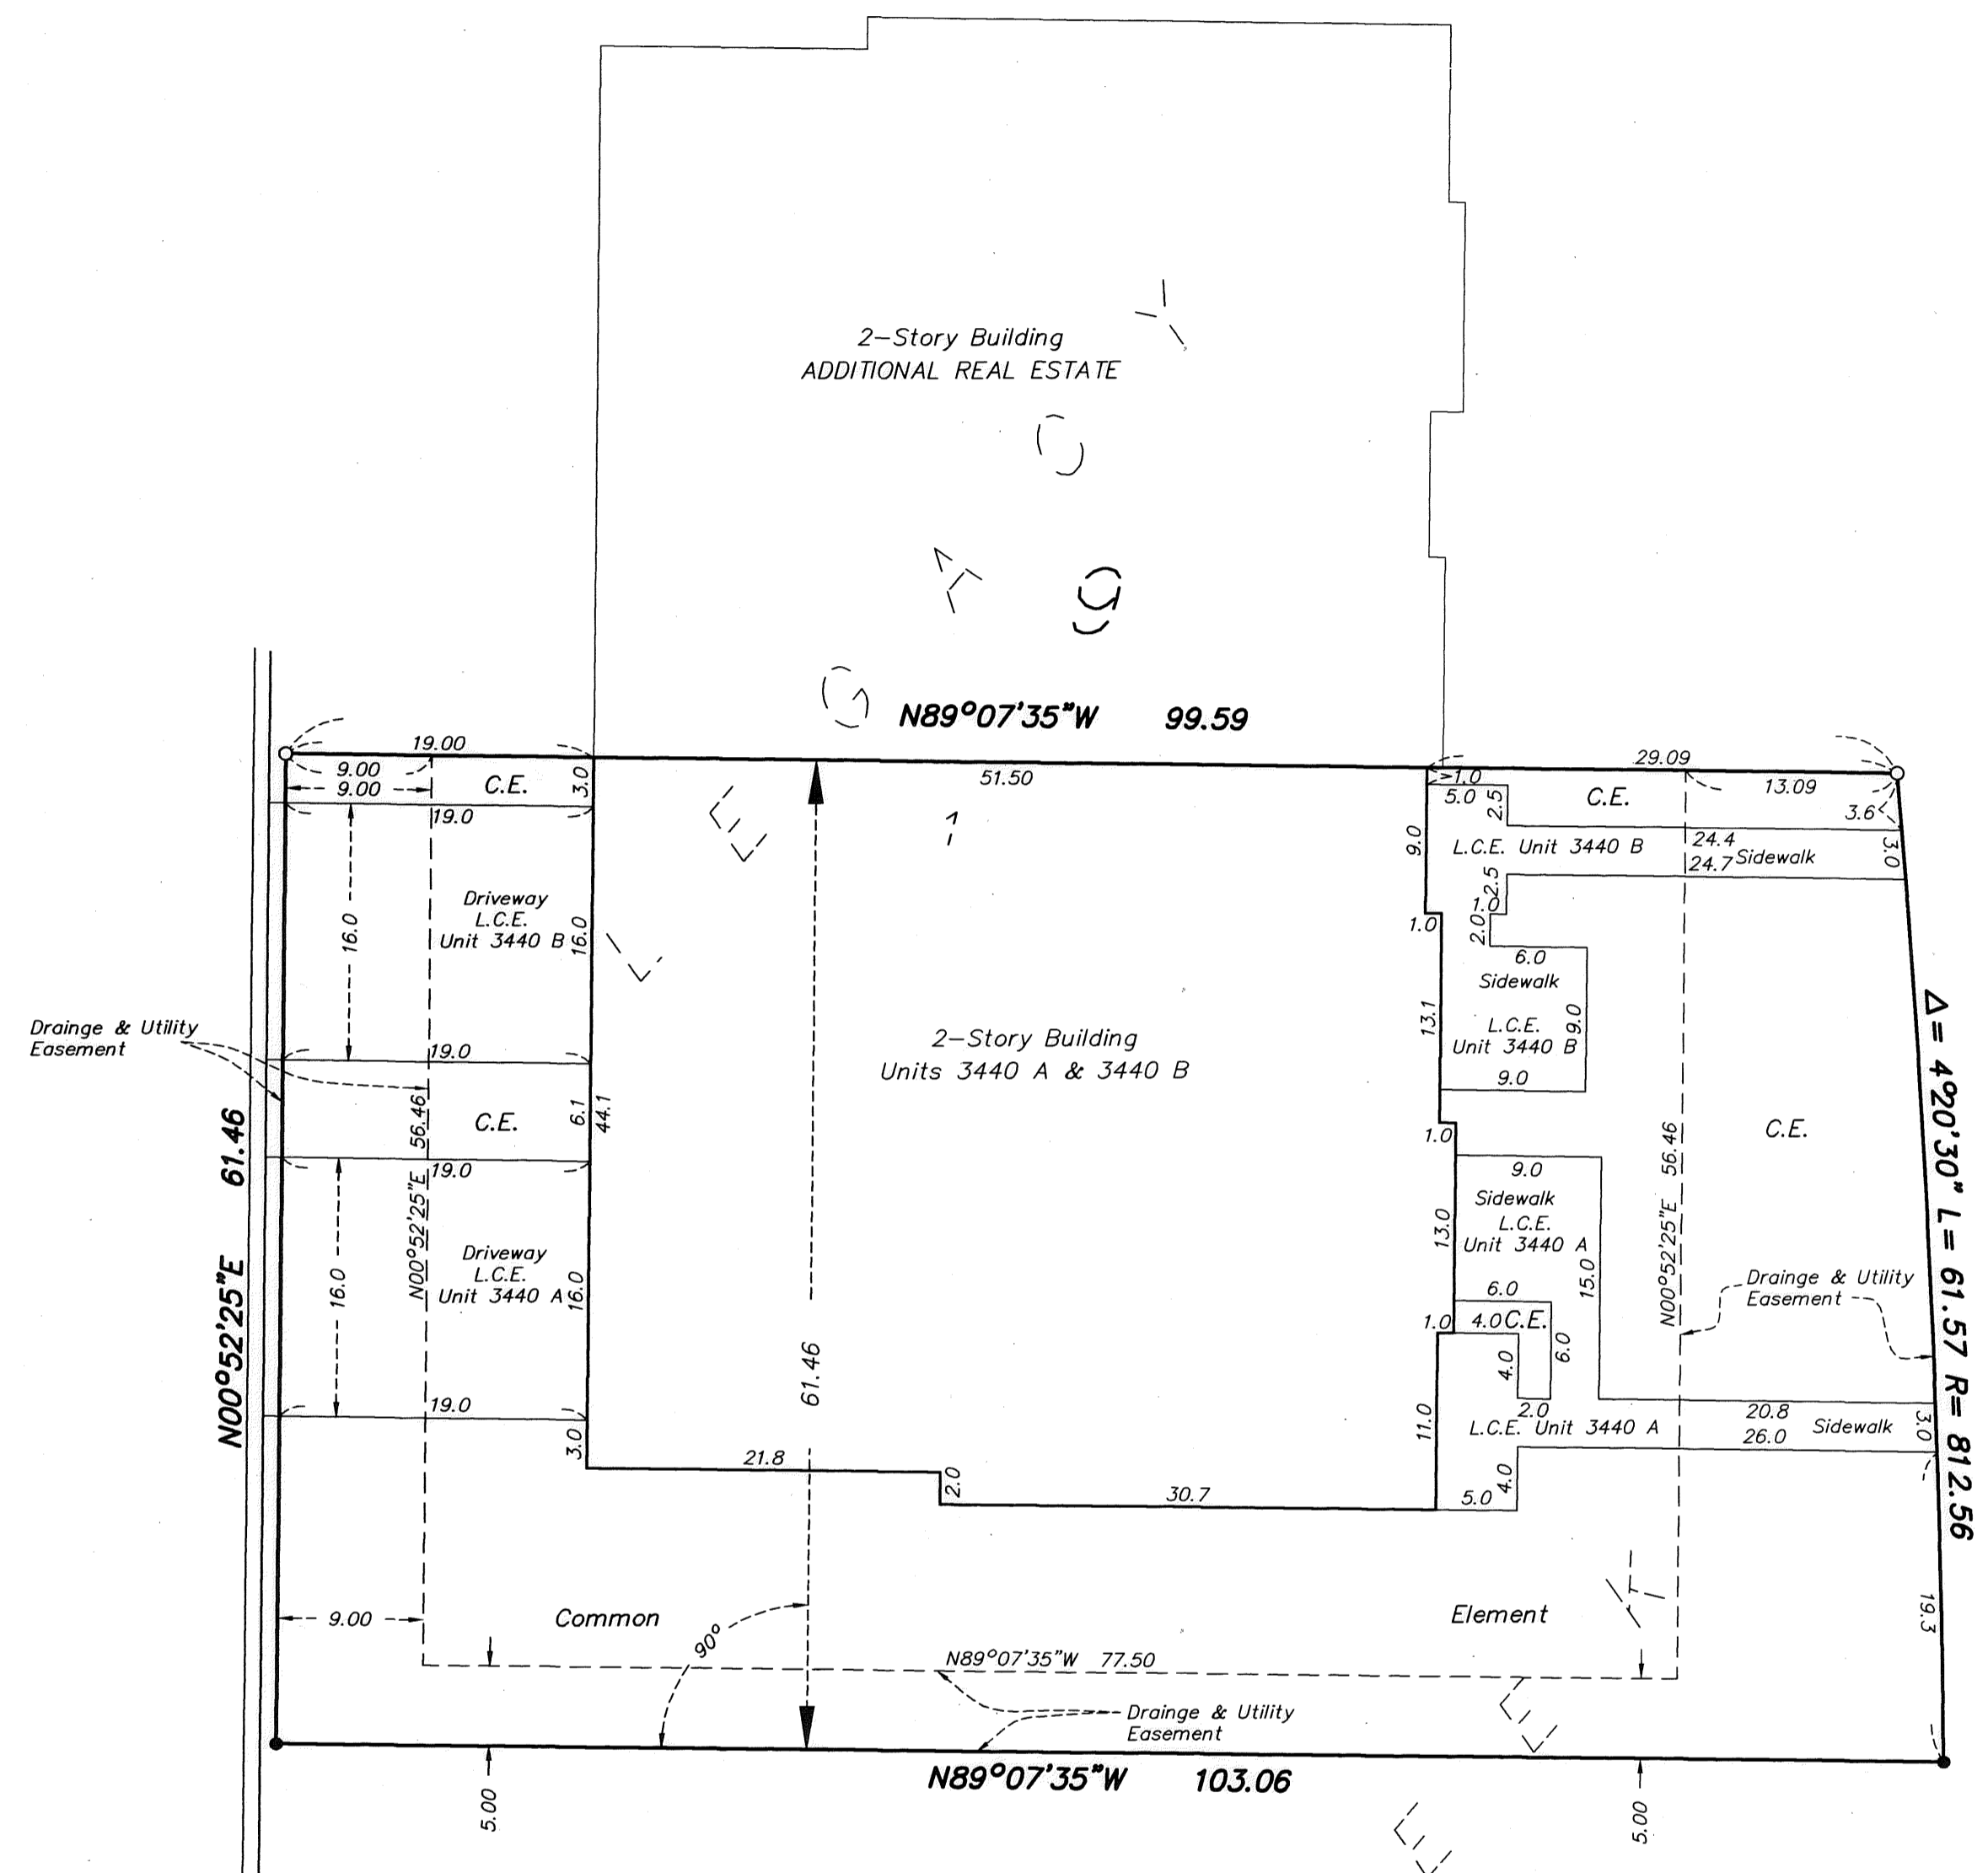 2-Story Building
ADDITIONAL REAL ESTATE
N89°07'35"W 99.59
19.00
9.00
9.00
C.E.
3.0
51.50
29.09
1.0
5.0
2.5
C.E.
13.09
3.6
19.0
9.0
L.C.E. Unit 3440 B
24.4
24.7
Sidewalk
3.0
16.0
Driveway
L.C.E.
Unit 3440 B
16.0
2.5
1.0
1.0
2.0
6.0
Sidewalk
L.C.E.
Unit 3440 B
9.0
13.1
9.0
2-Story Building
Units 3440 A & 3440 B
Drainge & Utility
Easement
19.0
C.E.
6.1
44.1
1.0
C.E.
N00°52'25"E 61.46
N00°52'25"E 56.46
19.0
9.0
Sidewalk
L.C.E.
Unit 3440 A
13.0
15.0
N00°52'25"E 56.46
Δ= 4°20'30" L= 61.57 R= 812.56
16.0
Driveway
L.C.E.
Unit 3440 A
16.0
6.0
1.0
4.0
C.E.
4.0
6.0
Drainge & Utility
Easement
61.46
19.0
3.0
21.8
2.0
30.7
11.0
2.0
L.C.E. Unit 3440 A
20.8
26.0
Sidewalk
3.0
5.0
4.0
9.00
Common
Element
90°
19.3
N89°07'35"W 77.50
Drainge & Utility
Easement
N89°07'35"W 103.06
5.00
5.00
L E G A
O Y
9
1